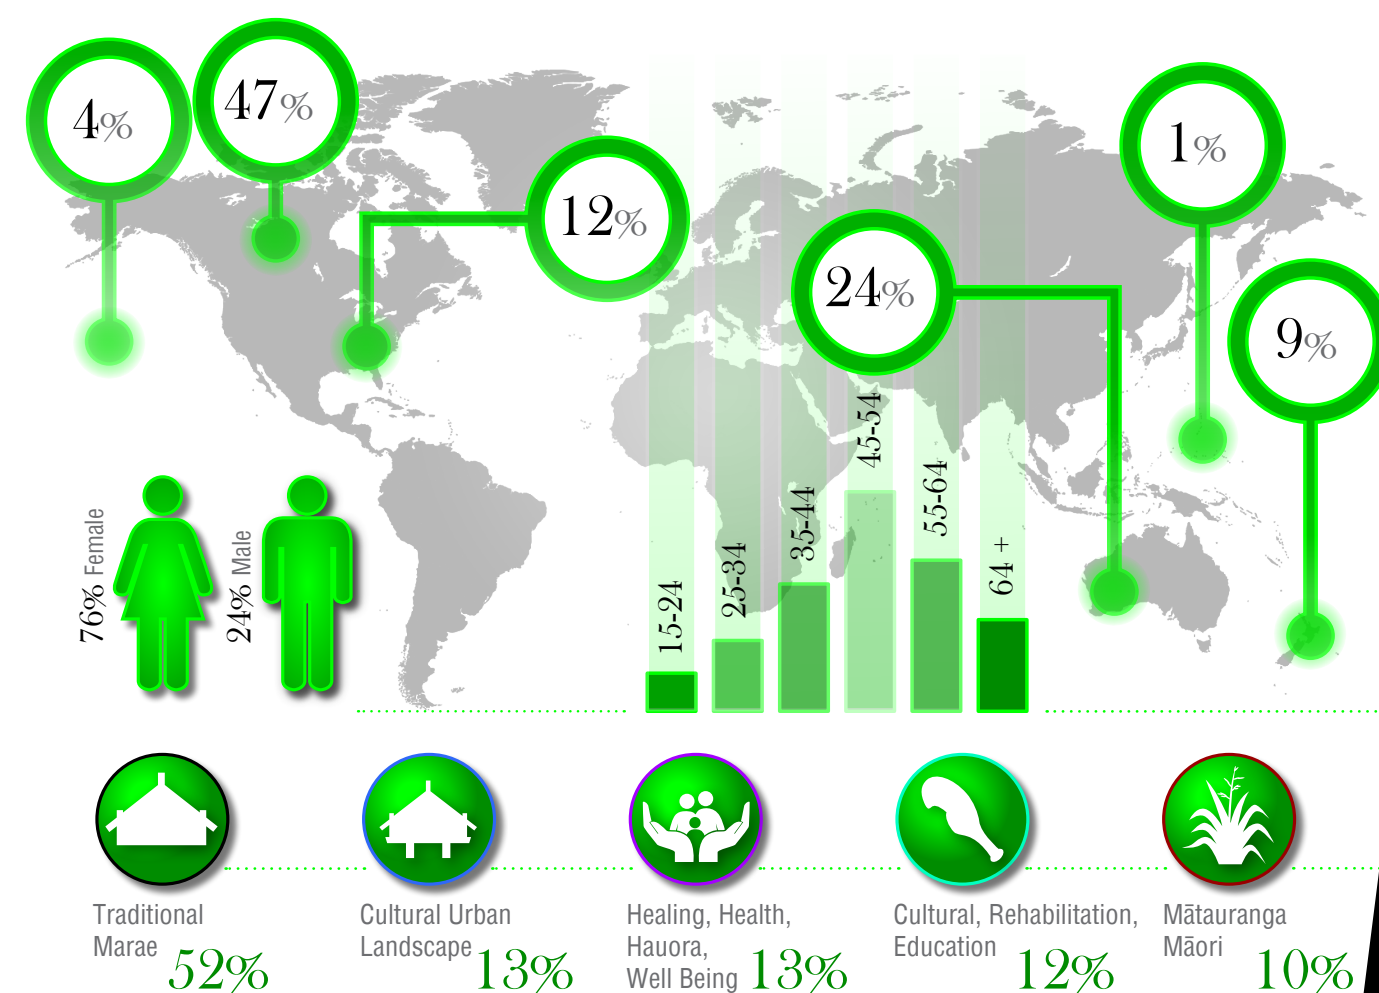 4%
47%
12%
24%
1%
9%
76% Female
24% Male
15-24
25-34
35-44
45-54
55-64
64 +
Traditional
Marae 52%
Cultural Urban
Landscape 13%
Healing, Health,
Hauora,
Well Being 13%
Cultural, Rehabilitation,
Education 12%
Mātauranga
Māori 10%